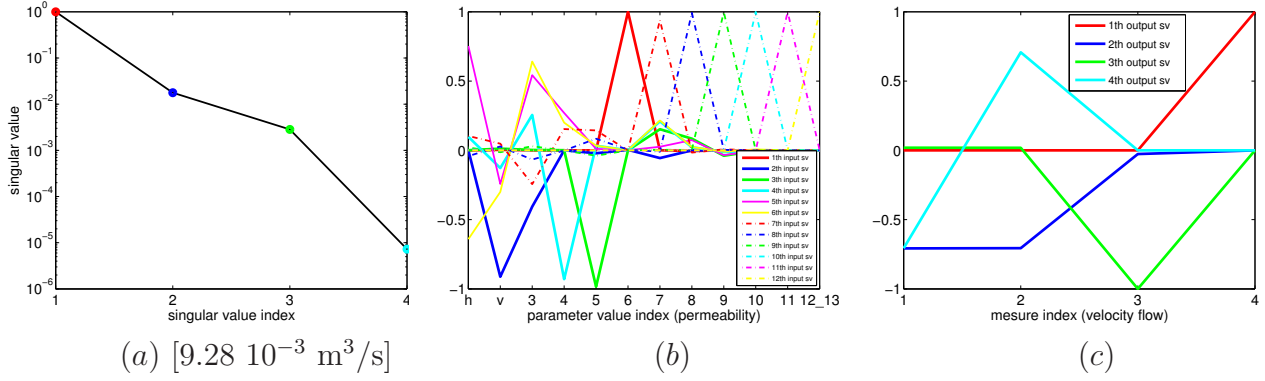 10^0
10^−1
10^−2
10^−3
10^−4
10^−5
10^−6
1 2 3 4
singular value
singular value index
(a) [9.28 10^−3 m^3/s]
1
0.5
0
−0.5
−1
h v 3 4 5 6 7 8 9 10 11 12_13
parameter value index (permeability)
1th input sv
2th input sv
3th input sv
4th input sv
5th input sv
6th input sv
7th input sv
8th input sv
9th input sv
10th input sv
11th input sv
12th input sv
(b)
1
0.5
0
−0.5
−1
1 2 3 4
mesure index (velocity flow)
1th output sv
2th output sv
3th output sv
4th output sv
(c)